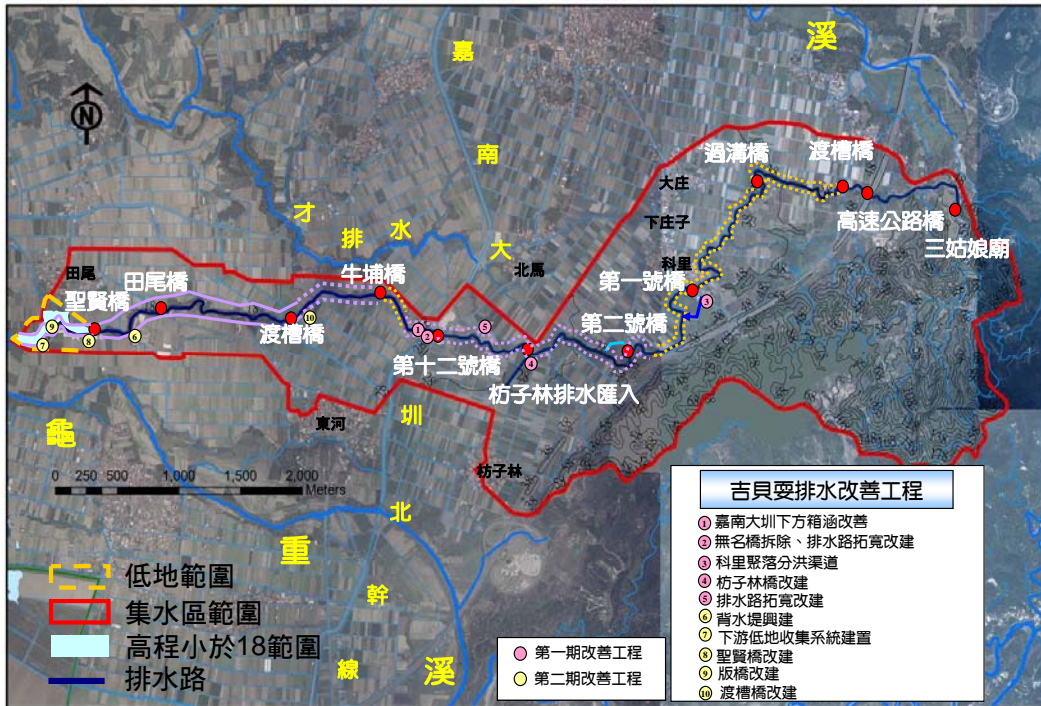 溪
嘉
南
大
圳
北
幹
線
N
過溝橋
渡槽橋
大庄
高速公路橋
下庄子
三姑娘廟
才
排
水
北馬
科里
田尾
田尾橋
牛埔橋
第一號橋
聖賢橋
第二號橋
③
渡槽橋
⑩
①
②
⑤
⑨
⑦
⑧
⑥
第十二號橋
④
枋子林排水匯入
龜
重
溪
東河
枋子林
0 250 500 1,000 1,500 2,000
Meters
低地範圍
集水區範圍
高程小於18範圍
排水路
第一期改善工程
第二期改善工程
吉貝耍排水改善工程
① 嘉南大圳下方箱涵改善
② 無名橋拆除、排水路拓寬改建
③ 科里聚落分洪渠道
④ 枋子林橋改建
⑤ 排水路拓寬改建
⑥ 背水堤興建
⑦ 下游低地收集系統建置
⑧ 聖賢橋改建
⑨ 版橋改建
⑩ 渡槽橋改建